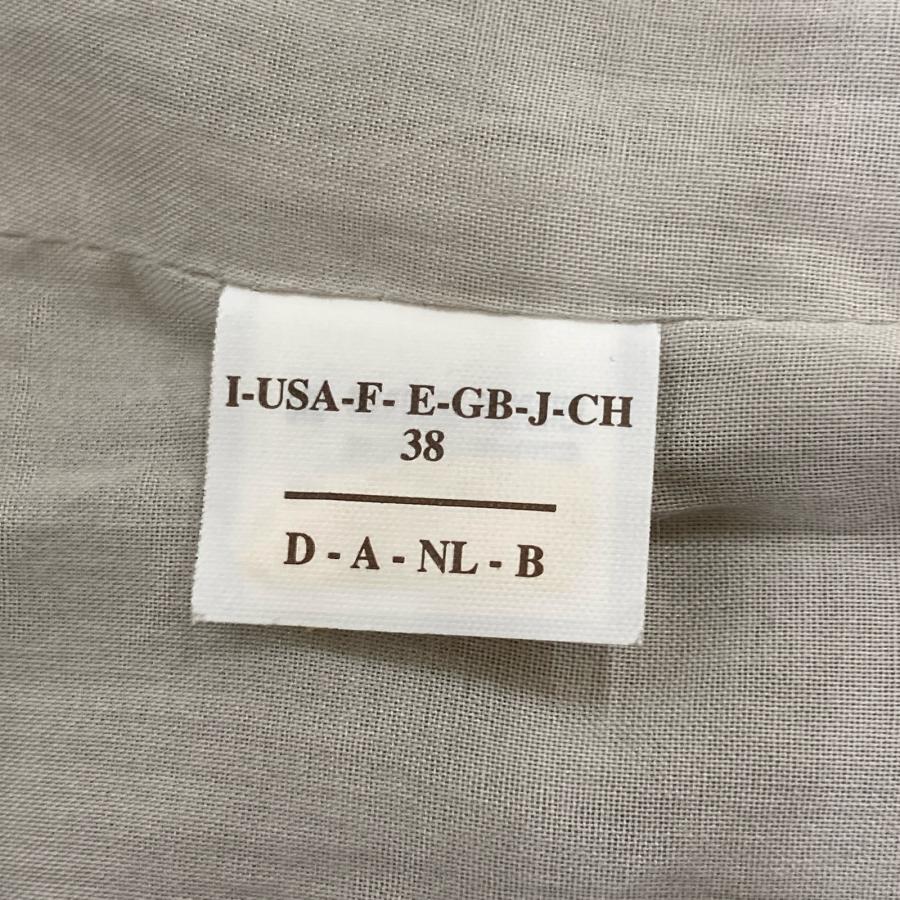 I-USA-F- E-GB-J-CH
38
D - A - NL - B